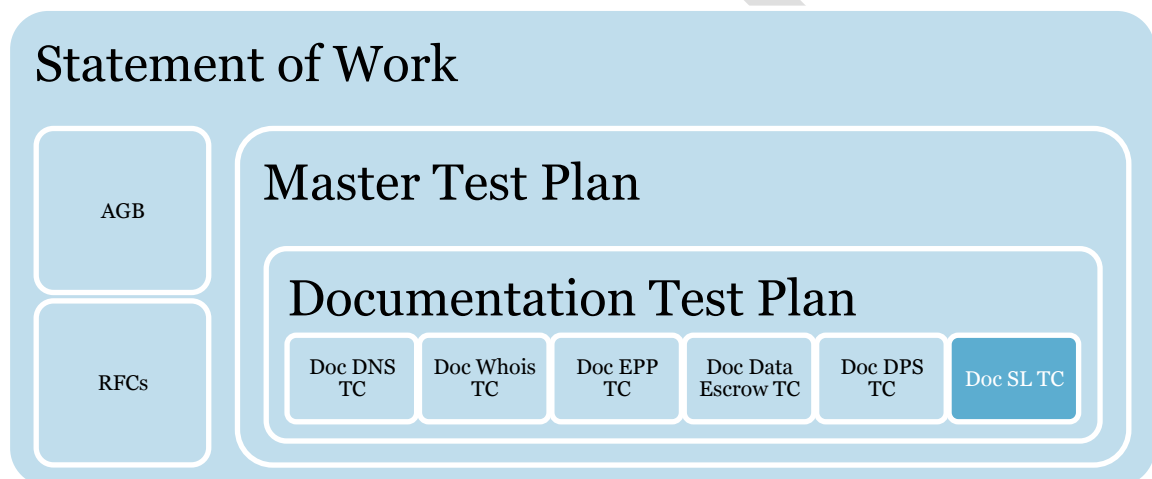 Statement of Work
AGB
RFCs
Master Test Plan
Documentation Test Plan
Doc DNS
TC
Doc Whois
TC
Doc EPP
TC
Doc Data
Escrow TC
Doc DPS
TC
Doc SL TC